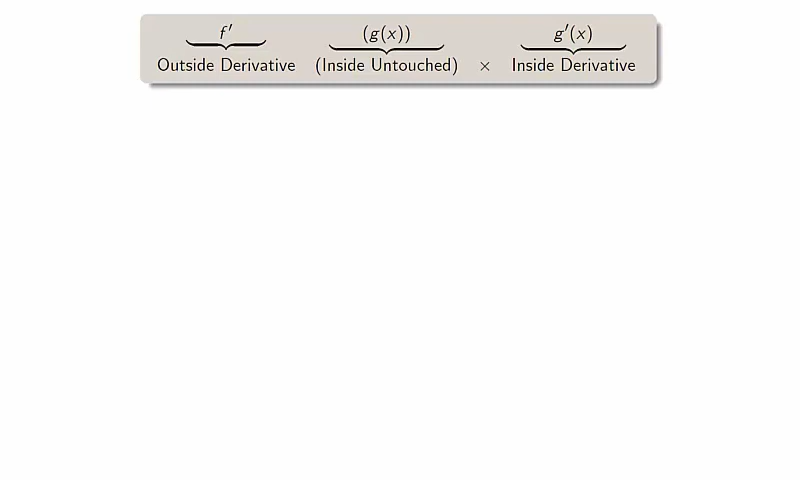 f′ (g(x)) g′(x)
Outside Derivative (Inside Untouched) × Inside Derivative